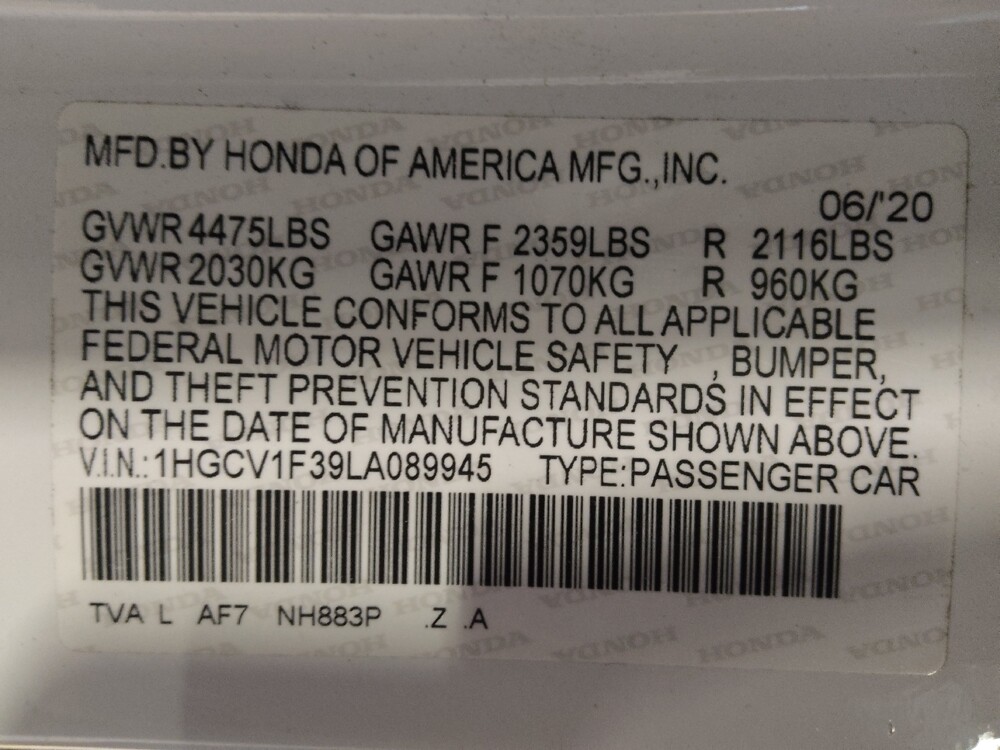 MFD.BY HONDA OF AMERICA MFG.,INC.
06/'20
GVWR 4475LBS GAWR F 2359LBS R 2116LBS
GVWR 2030KG GAWR F 1070KG R 960KG
THIS VEHICLE CONFORMS TO ALL APPLICABLE
FEDERAL MOTOR VEHICLE SAFETY , BUMPER,
AND THEFT PREVENTION STANDARDS IN EFFECT
ON THE DATE OF MANUFACTURE SHOWN ABOVE.
V.I.N.:1HGCV1F39LA089945 TYPE:PASSENGER CAR
TVA L AF7 NH883P .Z .A